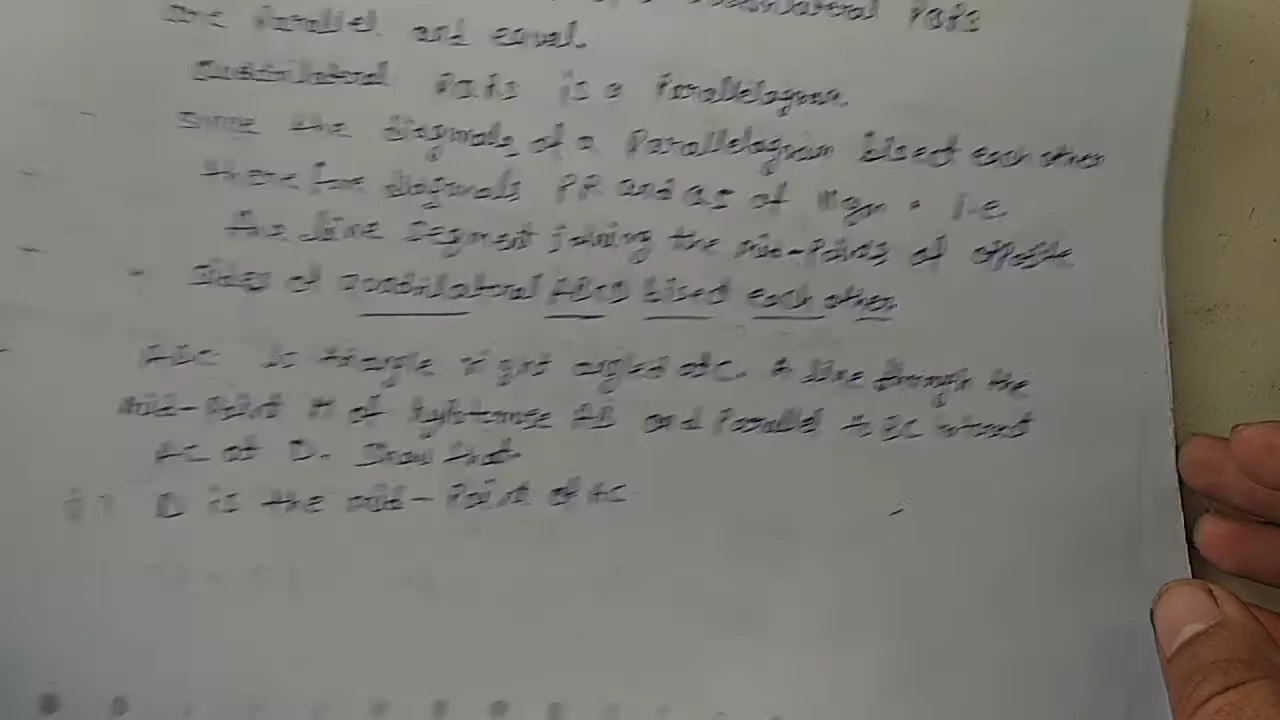 are Parallel and equal.
Quadrilateral PQRS is a Parallelogram.
Since the diagonals of a Parallelogram bisect each other
there fore diagonals PR and QS of i.e
the line segment joining the mid-Points of opposite
Sides of quadrilateral ABCD bisect each other.
ABC is triangle right angled at C. A line through the
mid-Point M of hypotenuse AB and Parallel to BC intersect
AC at D. Show that
i) D is the mid-Point of AC